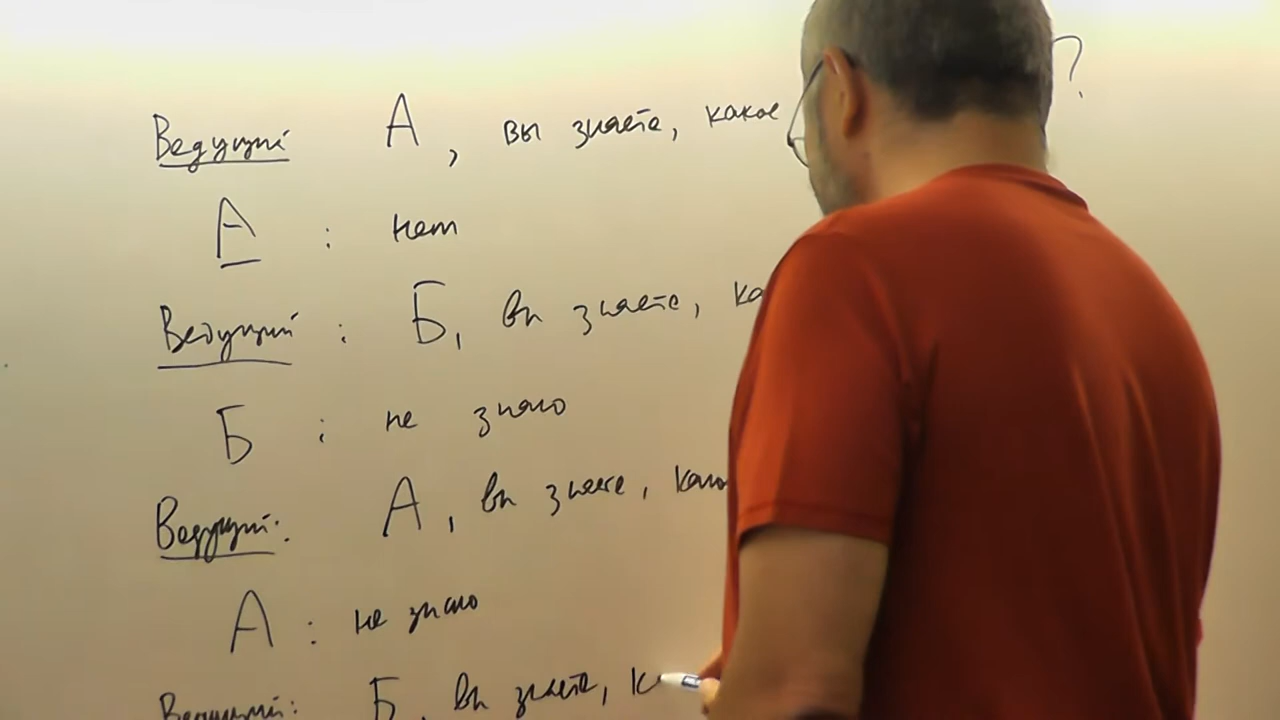 Ведущий А, вы знаете, какое ?
А : нет
Ведущий : Б, вы знаете, ка
Б : не знаю
Ведущий: А, вы знаете, како
А : не знаю
Ведущий: Б, вы знаете, к